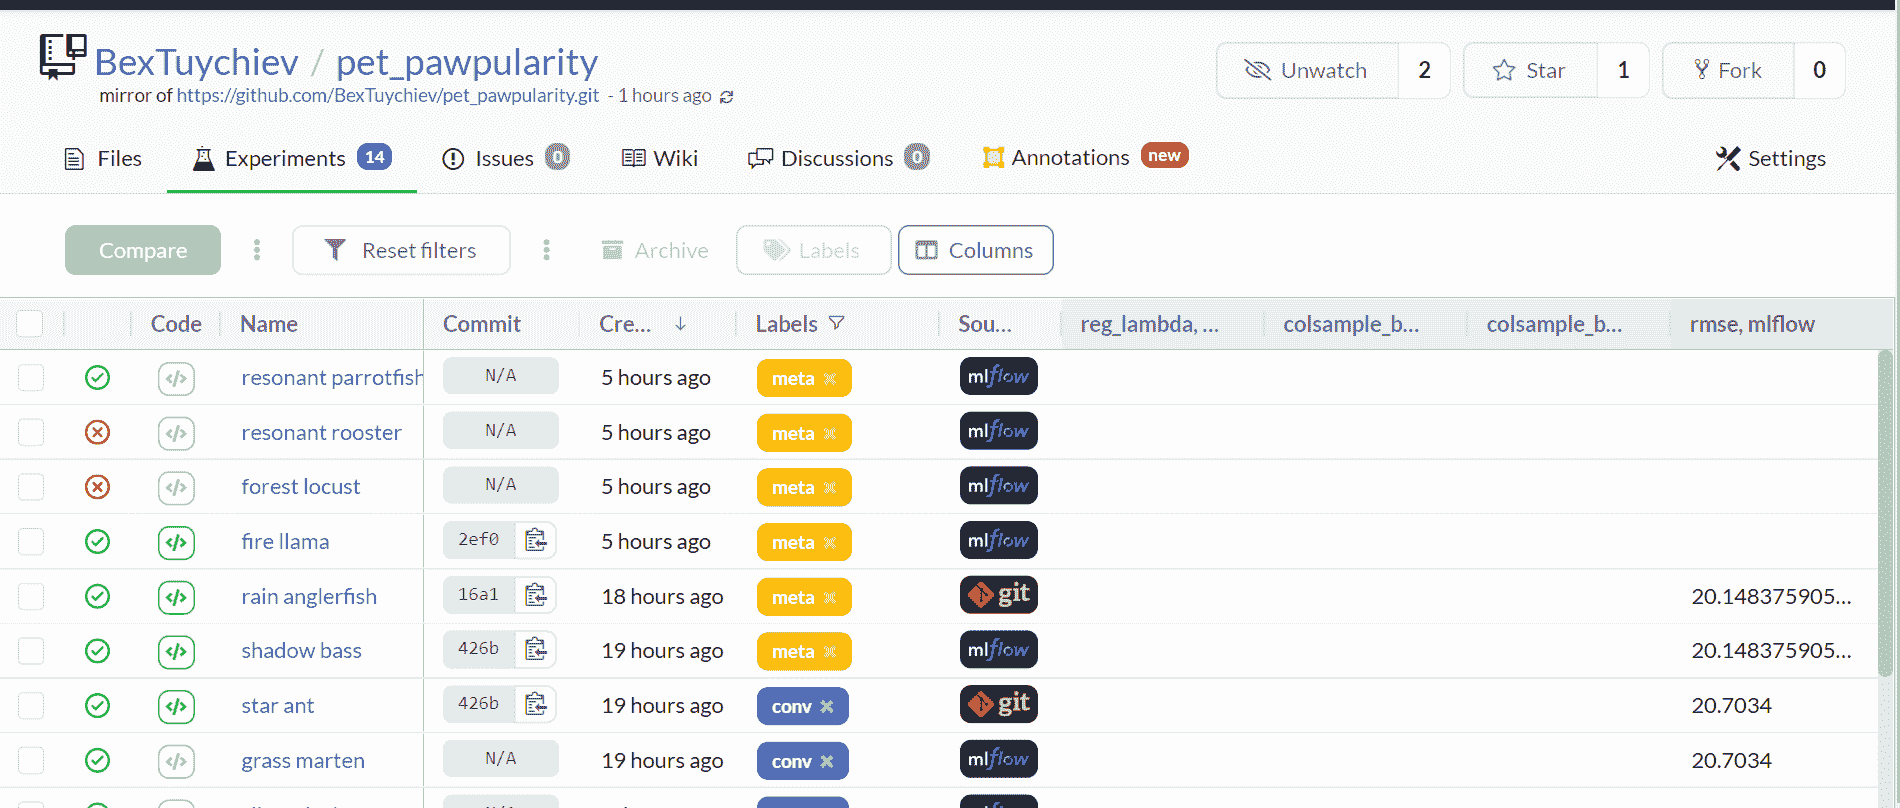 BexTuychiev / pet_pawpularity
mirror of https://github.com/BexTuychiev/pet_pawpularity.git - 1 hours ago
Unwatch 2 Star 1 Fork 0
Files Experiments 14 Issues 0 Wiki Discussions 0 Annotations new Settings
Compare Reset filters Archive Labels Columns
Code Name Commit Cre... Labels Sou... reg_lambda, ... colsample_b... colsample_b... rmse, mlflow
resonant parrotfish N/A 5 hours ago meta mlflow
resonant rooster N/A 5 hours ago meta mlflow
forest locust N/A 5 hours ago meta mlflow
fire llama 2ef0 5 hours ago meta mlflow
rain anglerfish 16a1 18 hours ago meta git 20.148375905...
shadow bass 426b 19 hours ago meta mlflow 20.148375905...
star ant 426b 19 hours ago conv git 20.7034
grass marten N/A 19 hours ago conv mlflow 20.7034